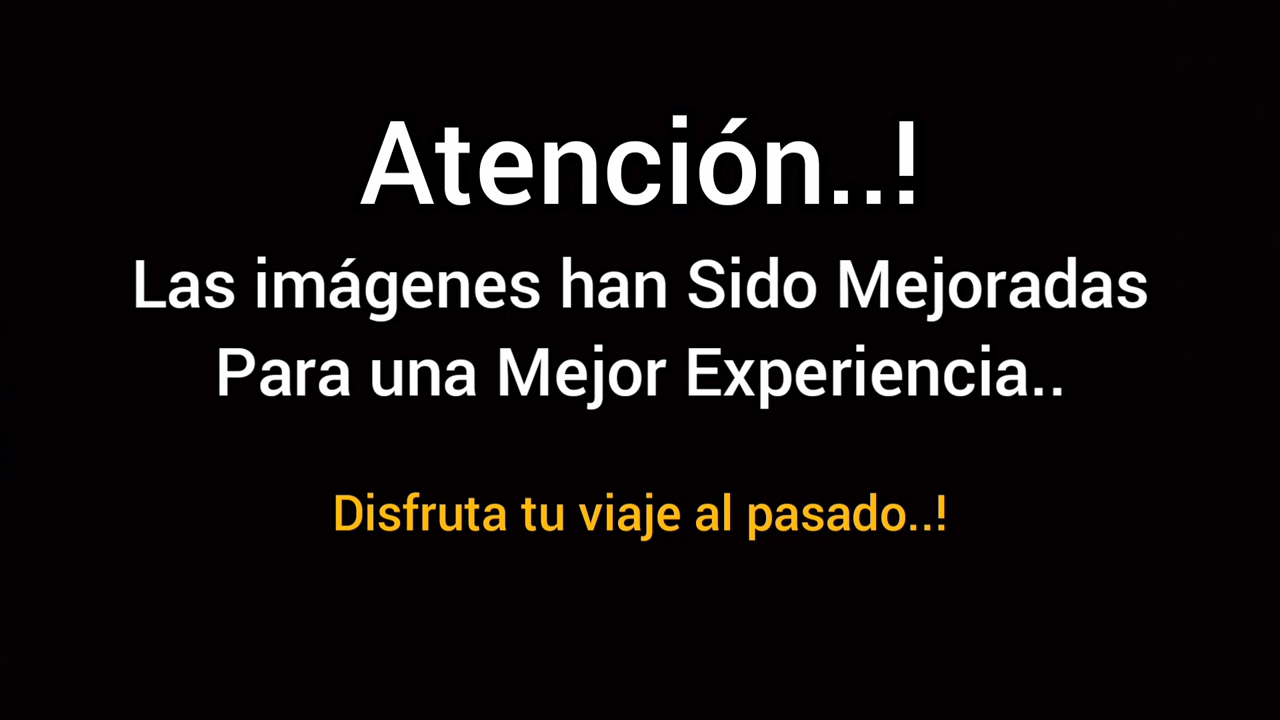 Atención..!
Las imágenes han Sido Mejoradas
Para una Mejor Experiencia..
Disfruta tu viaje al pasado..!